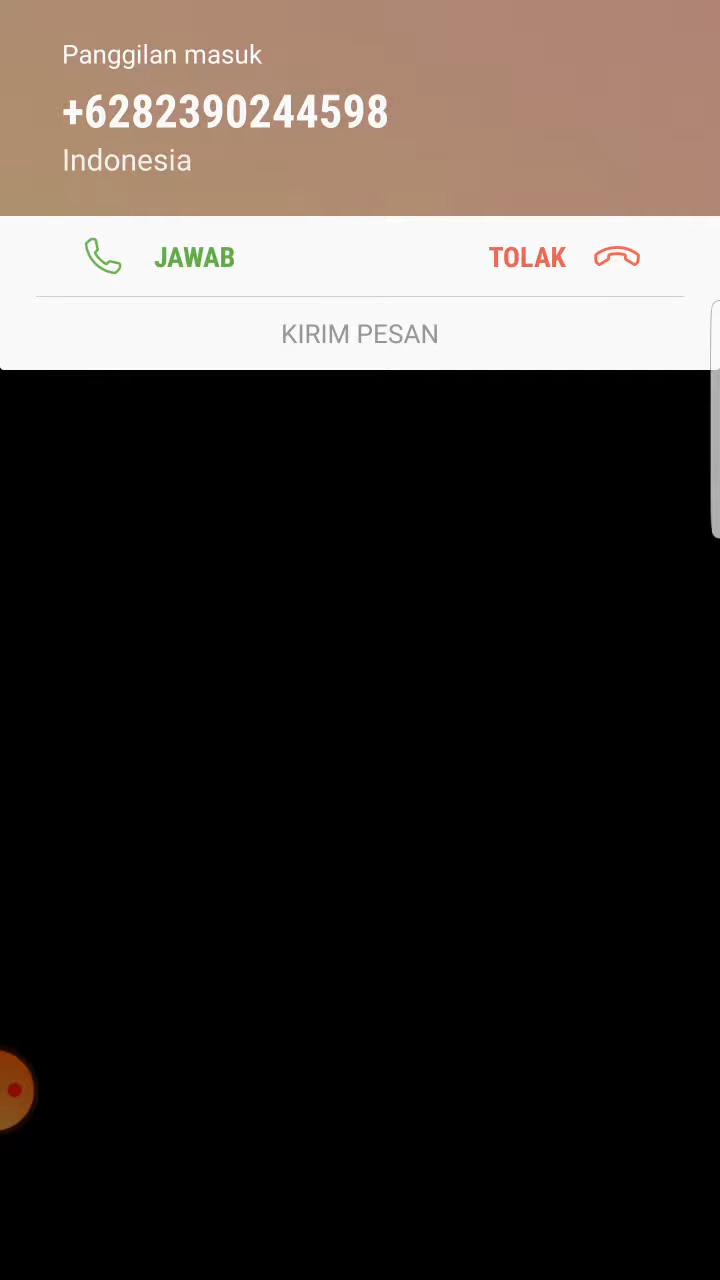 Panggilan masuk
+6282390244598
Indonesia
JAWAB
TOLAK
KIRIM PESAN